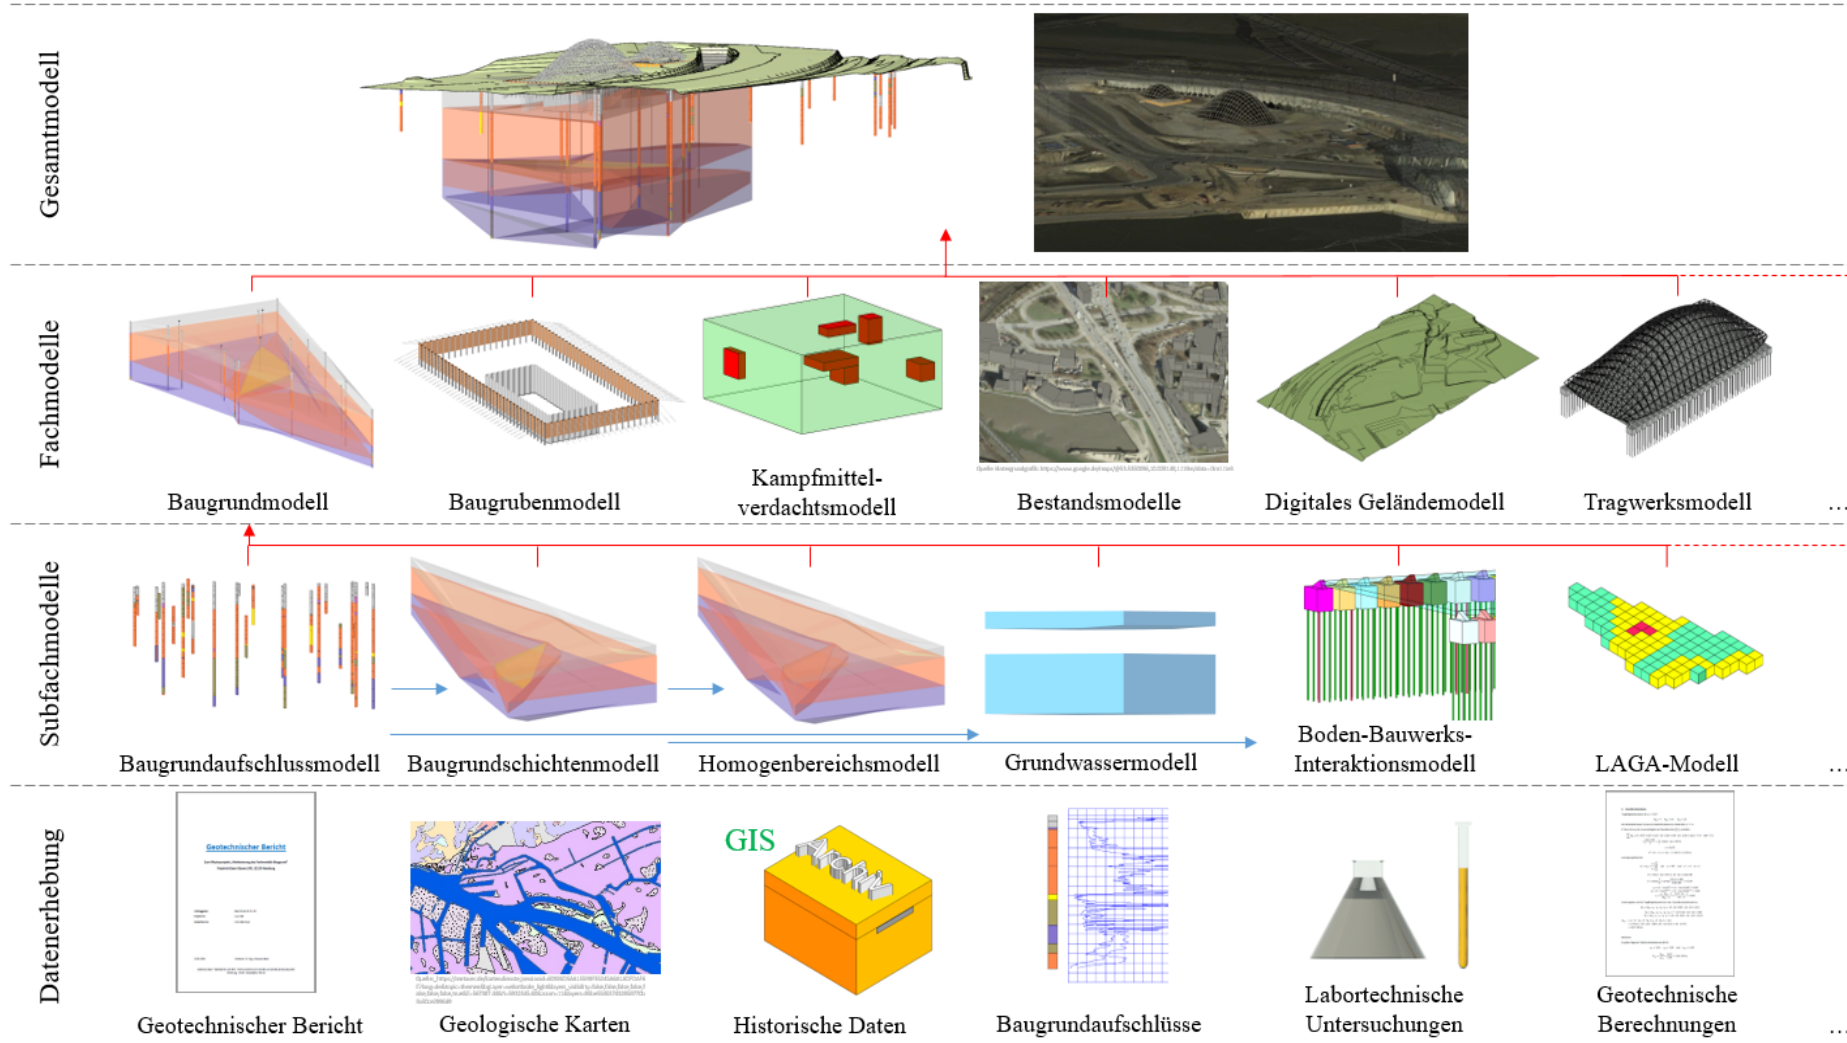 Gesamtmodell
Fachmodelle
Baugrundmodell
Baugrubenmodell
Kampfmittel-
verdachtsmodell
Bestandsmodelle
Digitales Geländemodell
Tragwerksmodell
...
Subfachmodelle
Baugrundaufschlussmodell
Baugrundschichtenmodell
Homogenbereichsmodell
Grundwassermodell
Boden-Bauwerks-
Interaktionsmodell
LAGA-Modell
...
Datenerhebung
Geotechnischer Bericht
GIS
Archiv
Geotechnischer Bericht
Geologische Karten
Historische Daten
Baugrundaufschlüsse
Labortechnische
Untersuchungen
Geotechnische
Berechnungen
...